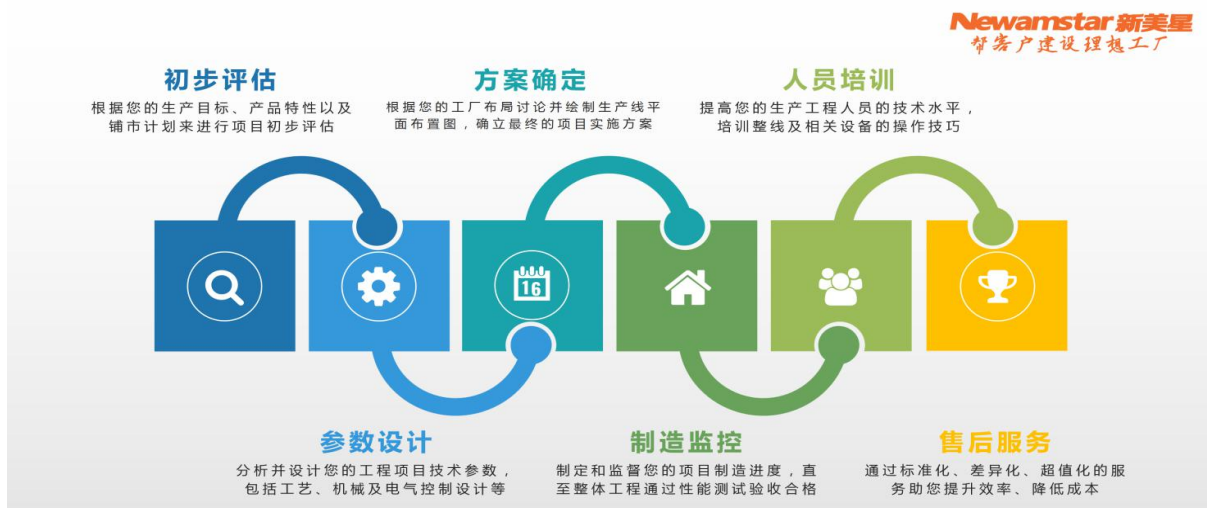 Newamstar 新美星
帮客户建设理想工厂
初步评估
根据您的生产目标、产品特性以及
铺市计划来进行项目初步评估
方案确定
根据您的工厂布局讨论并绘制生产线平
面布置图，确立最终的项目实施方案
人员培训
提高您的生产工程人员的技术水平，
培训整线及相关设备的操作技巧
16
参数设计
分析并设计您的工程项目技术参数，
包括工艺、机械及电气控制设计等
制造监控
制定和监督您的项目制造进度，直
至整体工程通过性能测试验收合格
售后服务
通过标准化、差异化、超值化的服
务助您提升效率、降低成本